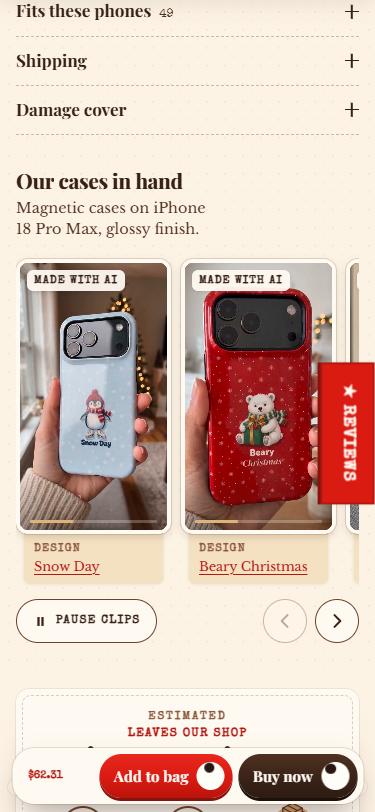 Fits these phones 49
Shipping
Damage cover
Our cases in hand
Magnetic cases on iPhone
18 Pro Max, glossy finish.
MADE WITH AI
Snow Day
DESIGN
Snow Day
MADE WITH AI
Beary
Christmas
DESIGN
Beary Christmas
★ REVIEWS
PAUSE CLIPS
ESTIMATED
LEAVES OUR SHOP
$62.31
Add to bag
Buy now